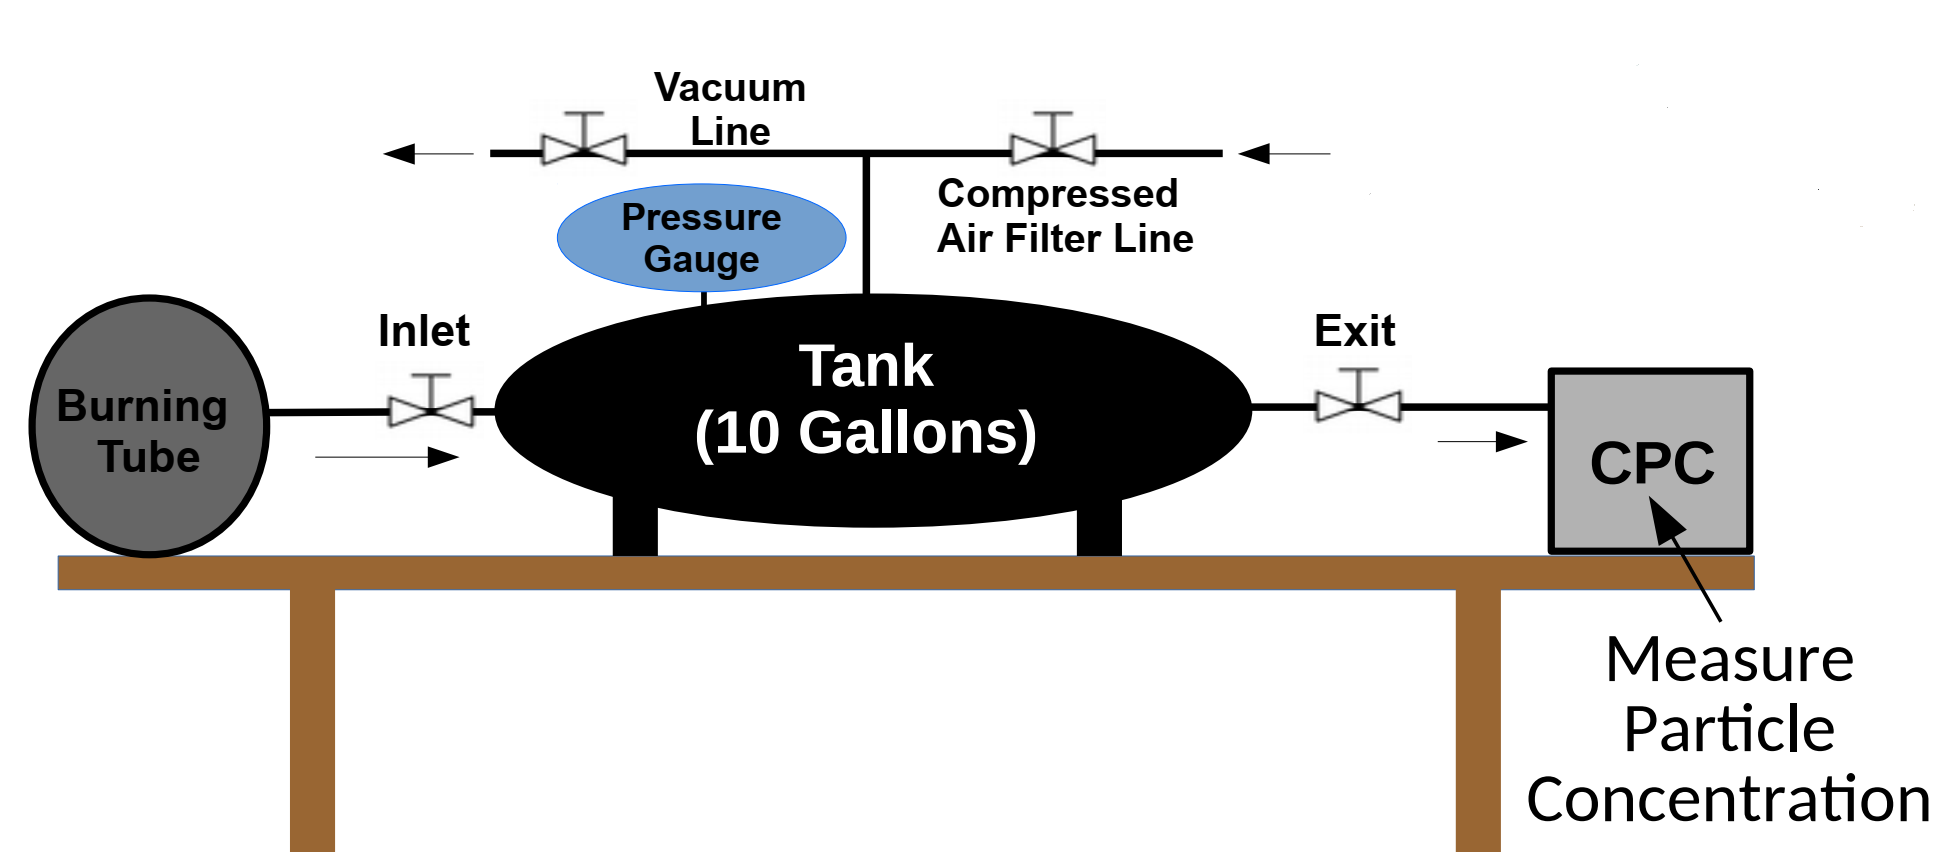 Vacuum
Line
Pressure
Gauge
Compressed
Air Filter Line
Inlet
Exit
Burning
Tube
Tank
(10 Gallons)
CPC
Measure
Particle
Concentration